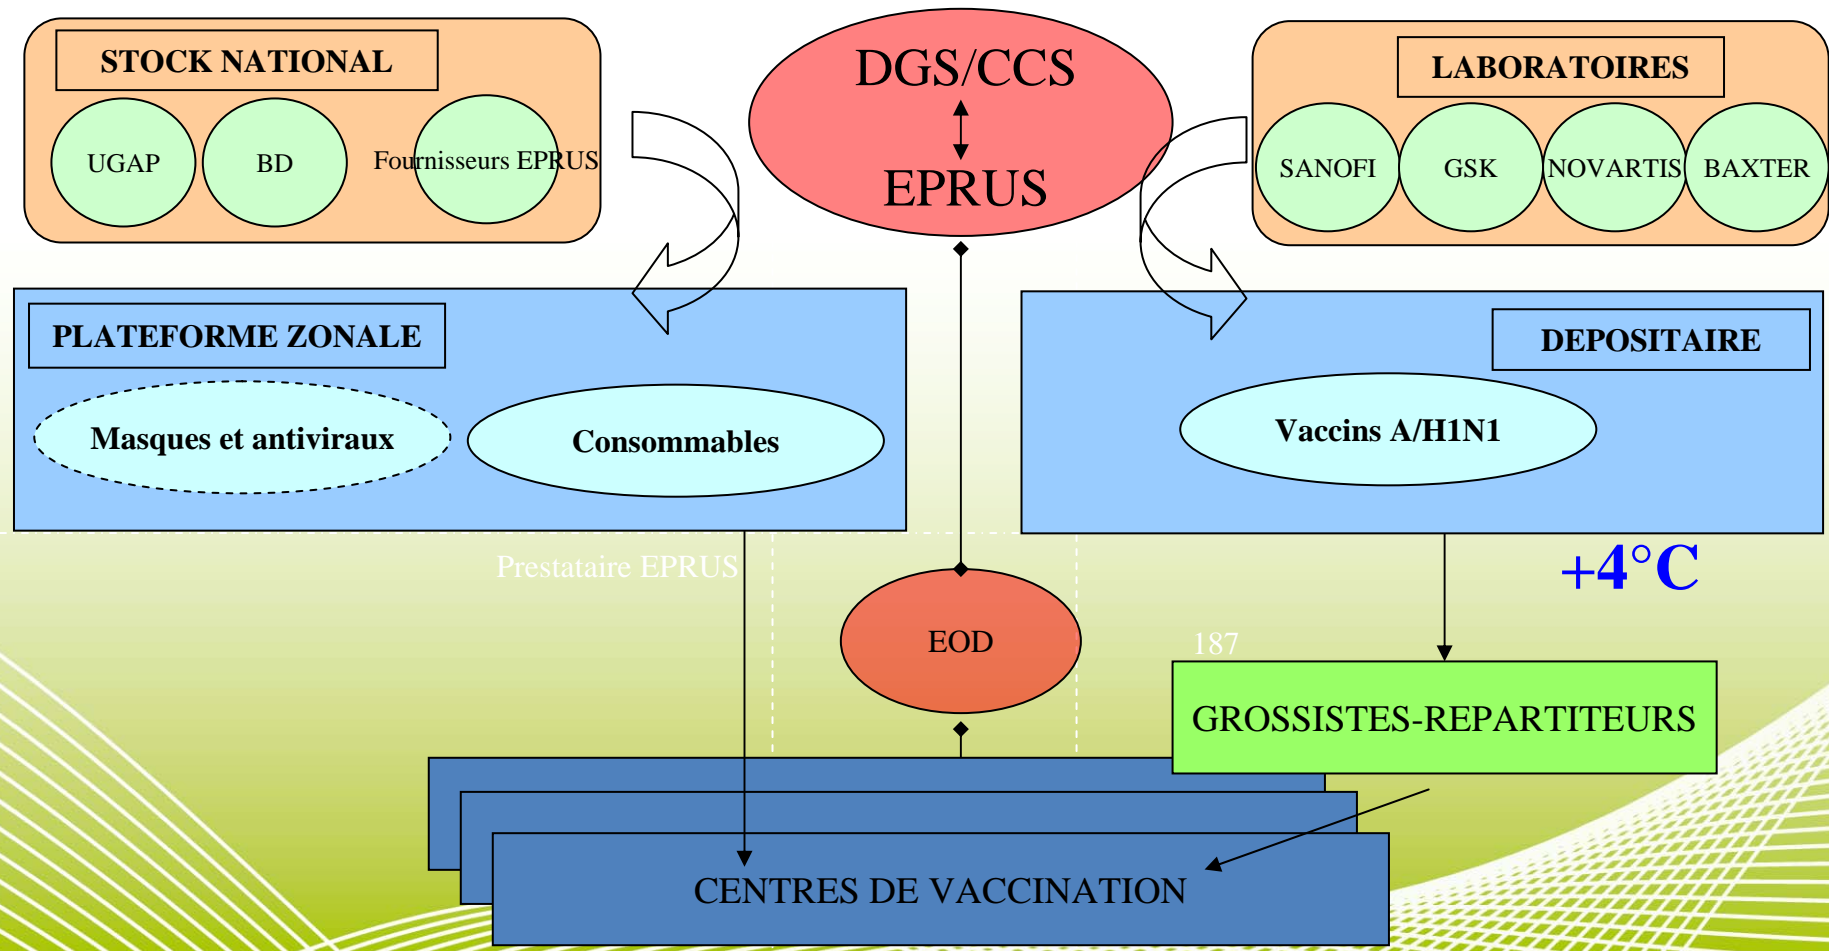 STOCK NATIONAL
UGAP
BD
Fournisseurs EPRUS
DGS/CCS
EPRUS
LABORATOIRES
SANOFI
GSK
NOVARTIS
BAXTER
PLATEFORME ZONALE
Masques et antiviraux
Consommables
DEPOSITAIRE
Vaccins A/H1N1
Prestataire EPRUS
+4°C
EOD
187
GROSSISTES-REPARTITEURS
CENTRES DE VACCINATION